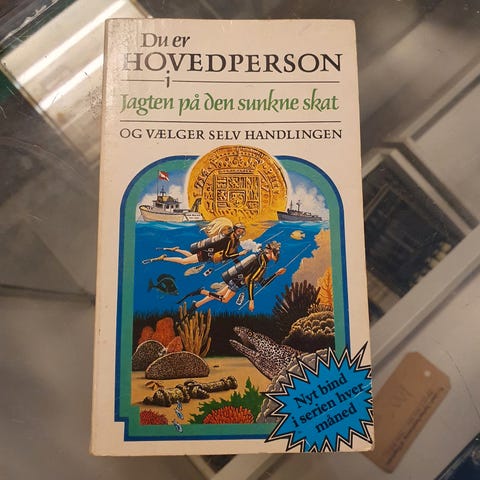 Du er
HOVEDPERSON
i
Jagten på den sunkne skat
OG VÆLGER SELV HANDLINGEN
Nyt bind
i serien hver
måned